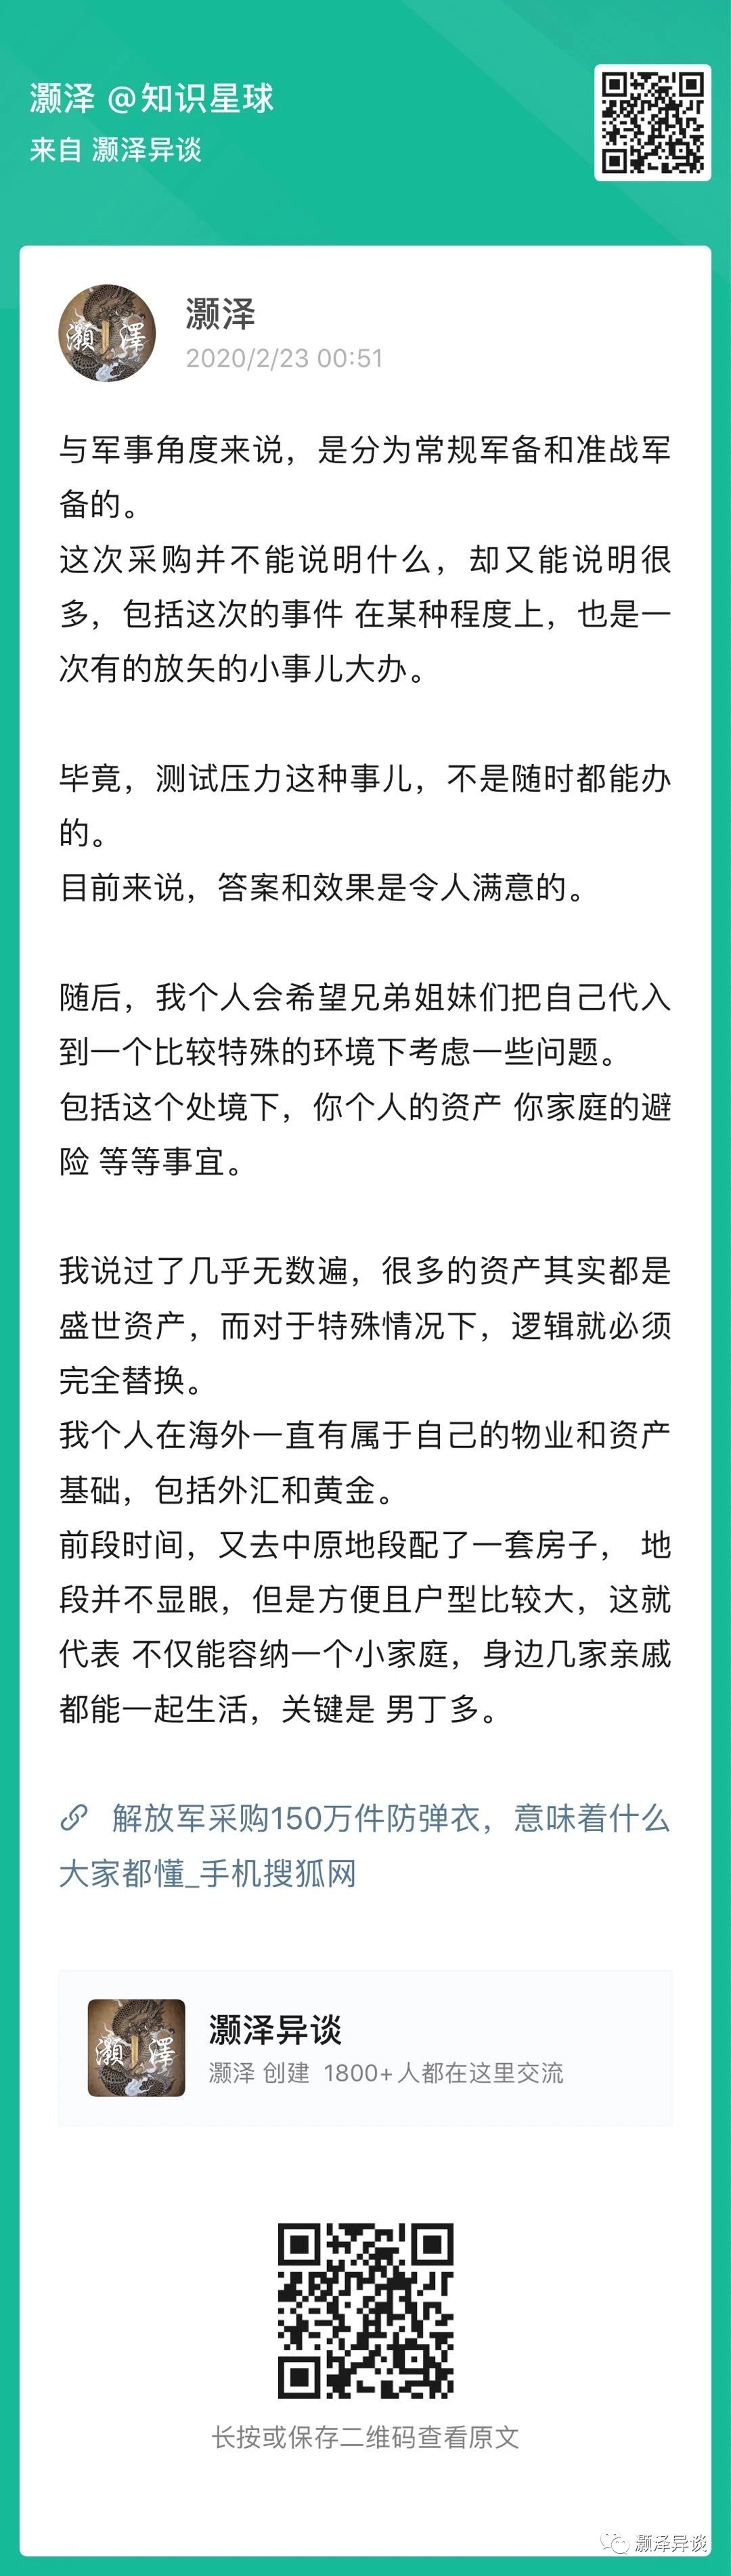 灏泽 @知识星球
来自 灏泽异谈
灏泽
2020/2/23 00:51
与军事角度来说，是分为常规军备和准战军
备的。
这次采购并不能说明什么，却又能说明很
多，包括这次的事件 在某种程度上，也是一
次有的放矢的小事儿大办。
毕竟，测试压力这种事儿，不是随时都能办
的。
目前来说，答案和效果是令人满意的。
随后，我个人会希望兄弟姐妹们把自己代入
到一个比较特殊的环境下考虑一些问题。
包括这个处境下，你个人的资产 你家庭的避
险 等等事宜。
我说过了几乎无数遍，很多的资产其实都是
盛世资产，而对于特殊情况下，逻辑就必须
完全替换。
我个人在海外一直有属于自己的物业和资产
基础，包括外汇和黄金。
前段时间，又去中原地段配了一套房子， 地
段并不显眼，但是方便且户型比较大，这就
代表 不仅能容纳一个小家庭，身边几家亲戚
都能一起生活，关键是 男丁多。
解放军采购150万件防弹衣，意味着什么
大家都懂_手机搜狐网
灏泽异谈
灏泽 创建 1800+人都在这里交流
长按或保存二维码查看原文
灏泽异谈